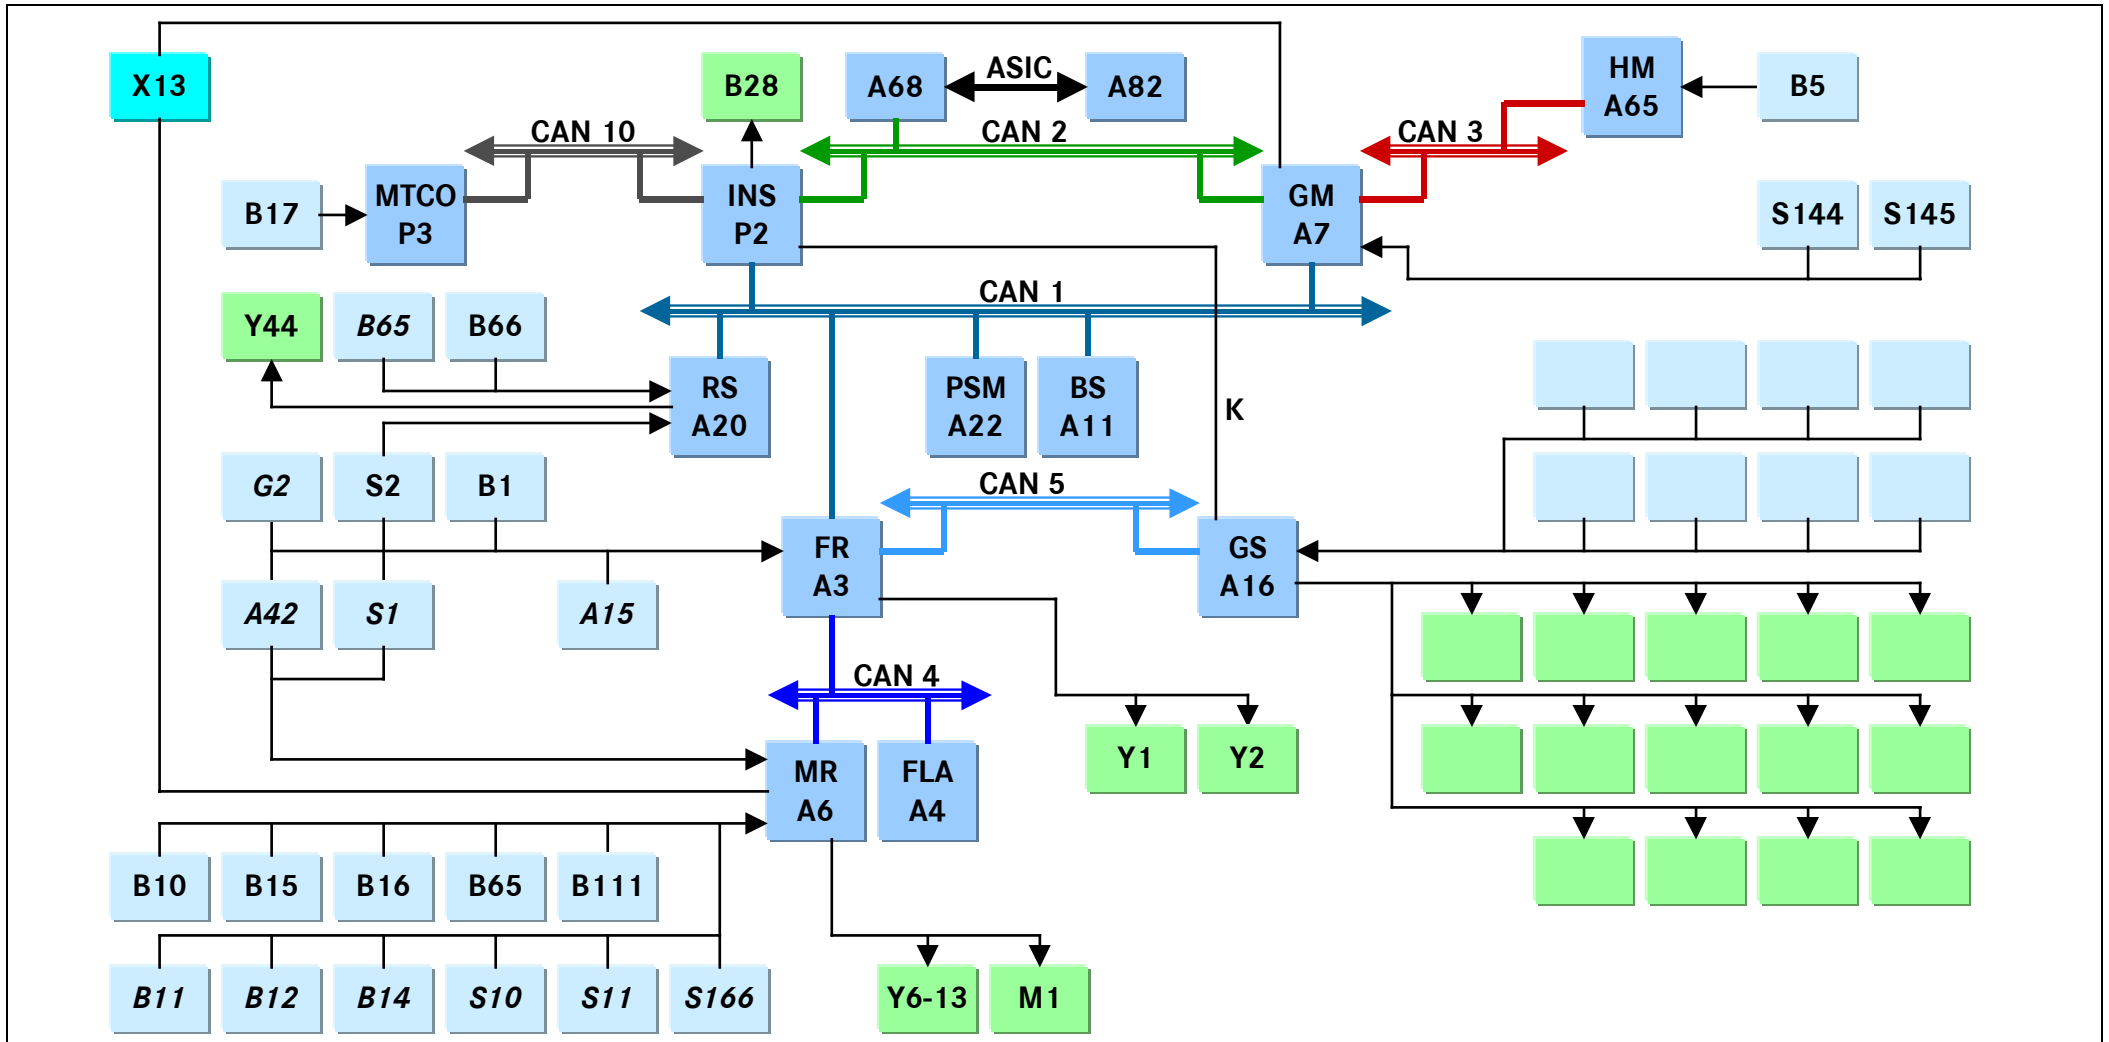 X13
B28
A68
ASIC
A82
HM
A65
B5
CAN 10
CAN 2
CAN 3
B17
MTCO
P3
INS
P2
GM
A7
S144
S145
CAN 1
Y44
B65
B66
RS
A20
PSM
A22
BS
A11
K
G2
S2
B1
CAN 5
FR
A3
GS
A16
A42
S1
A15
CAN 4
MR
A6
FLA
A4
Y1
Y2
B10
B15
B16
B65
B111
B11
B12
B14
S10
S11
S166
Y6-13
M1